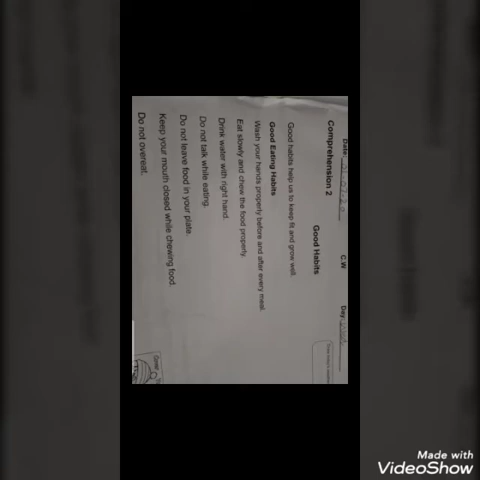 Date
C.W
Day
Comprehension 2
Good Habits
Good habits help us to keep fit and grow well.
Good Eating Habits
Wash your hands properly before and after every meal.
Eat slowly and chew the food properly.
Drink water with right hand.
Do not talk while eating.
Do not leave food in your plate.
Keep your mouth closed while chewing food.
Do not overeat.
Made with
VideoShow